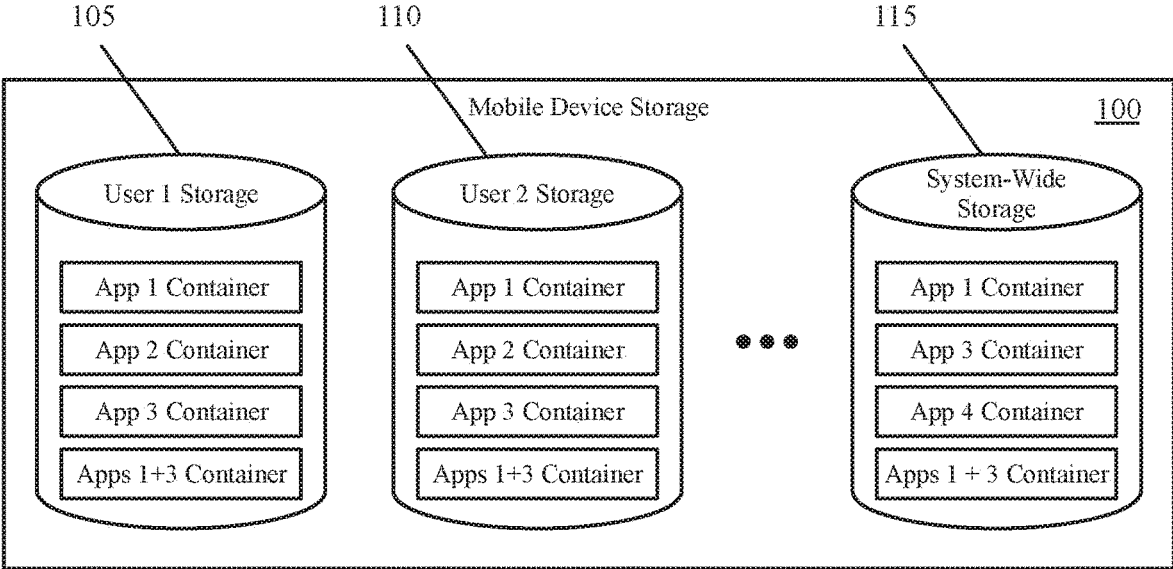 105
110
115
Mobile Device Storage
100
User 1 Storage
App 1 Container
App 2 Container
App 3 Container
Apps 1+3 Container
User 2 Storage
App 1 Container
App 2 Container
App 3 Container
Apps 1+3 Container
System-Wide
Storage
App 1 Container
App 3 Container
App 4 Container
Apps 1 + 3 Container